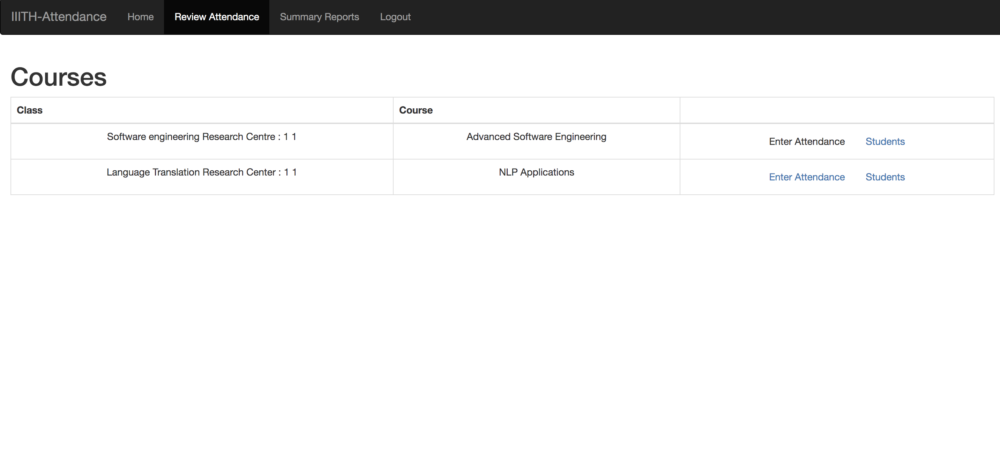 IIITH-Attendance Home Review Attendance Summary Reports Logout
Courses
Class Course
Software engineering Research Centre : 1 1 Advanced Software Engineering Enter Attendance Students
Language Translation Research Center : 1 1 NLP Applications Enter Attendance Students